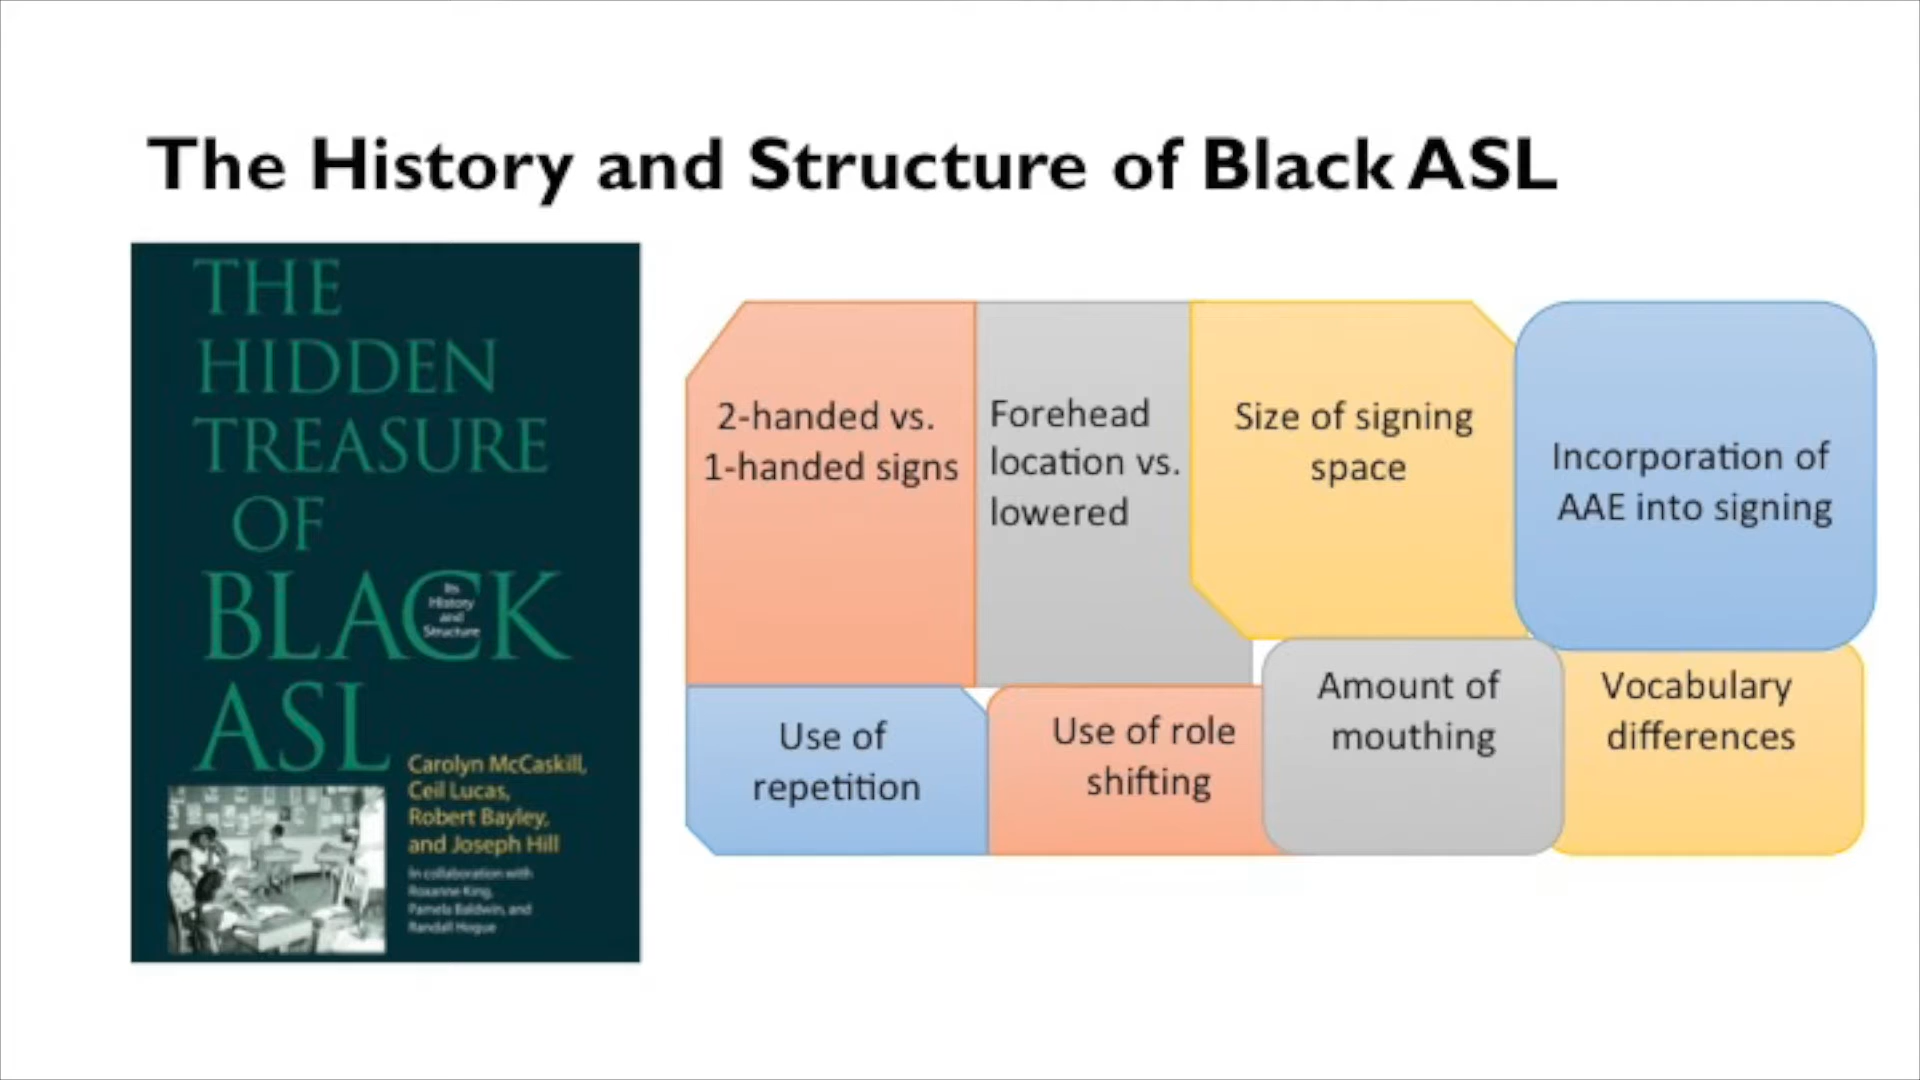 The History and Structure of Black ASL
THE
HIDDEN
TREASURE
OF
BLACK
Its
History
and
Structure
ASL
Carolyn McCaskill,
Ceil Lucas,
Robert Bayley,
and Joseph Hill
In collaboration with
Roxanne King,
Pamela Baldwin, and
Randall Hogue
2-handed vs.
1-handed signs
Forehead
location vs.
lowered
Size of signing
space
Incorporation of
AAE into signing
Use of
repetition
Use of role
shifting
Amount of
mouthing
Vocabulary
differences